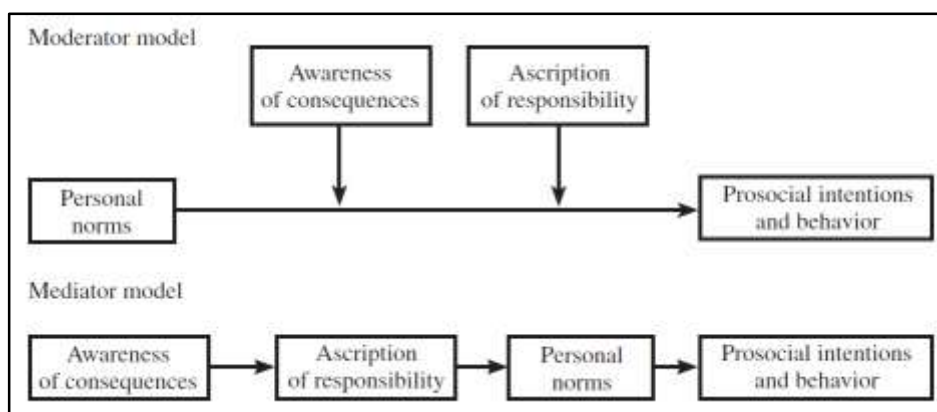 Moderator model
Awareness
of consequences
Ascription
of responsibility
Personal
norms
Prosocial intentions
and behavior
Mediator model
Awareness
of consequences
Ascription
of responsibility
Personal
norms
Prosocial intentions
and behavior